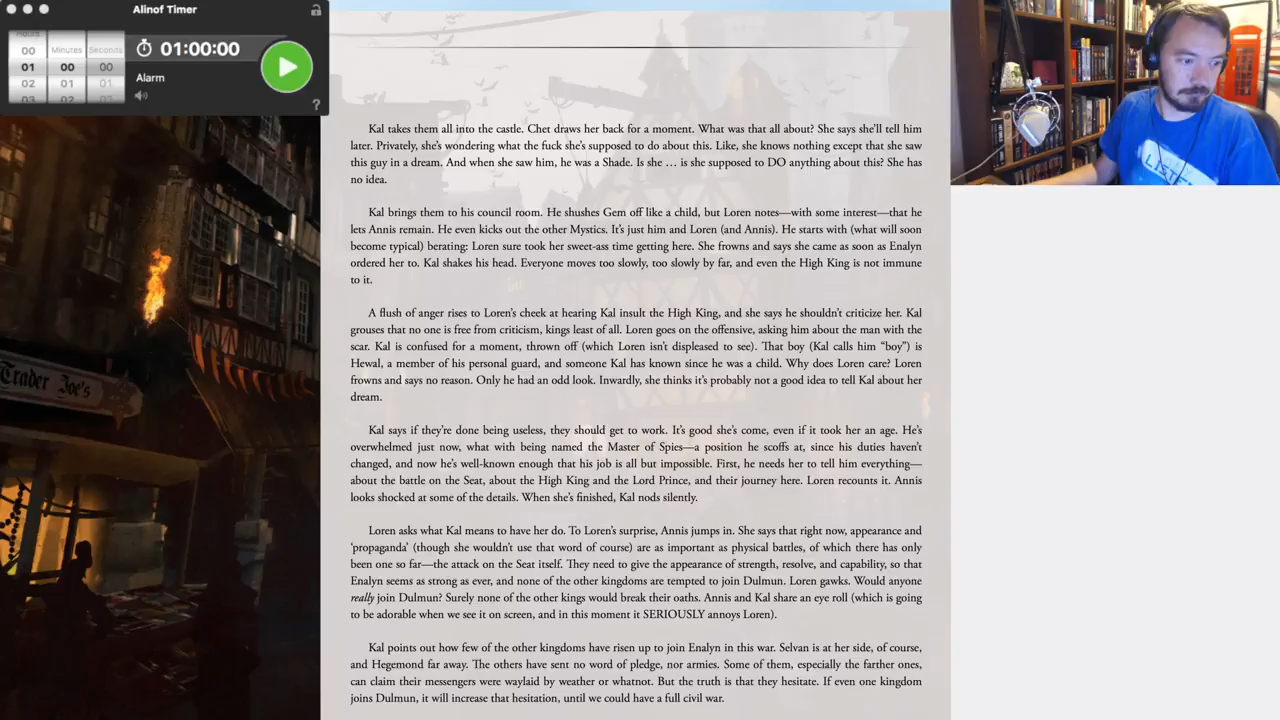 Alinof Timer
Hours
00 Minutes Seconds
01:00:00
01 00 00
Alarm
02 01 01
03 02 02
?
Kal takes them all into the castle. Chet draws her back for a moment. What was that all about? She says she'll tell him
later. Privately, she's wondering what the fuck she's supposed to do about this. Like, she knows nothing except that she saw
this guy in a dream. And when she saw him, he was a Shade. Is she … is she supposed to DO anything about this? She has
no idea.
Kal brings them to his council room. He shushes Gem off like a child, but Loren notes—with some interest—that he
lets Annis remain. He even kicks out the other Mystics. It's just him and Loren (and Annis). He starts with (what will soon
become typical) berating: Loren sure took her sweet-ass time getting here. She frowns and says she came as soon as Enalyn
ordered her to. Kal shakes his head. Everyone moves too slowly, too slowly by far, and even the High King is not immune
to it.
A flush of anger rises to Loren's cheek at hearing Kal insult the High King, and she says he shouldn't criticize her. Kal
grouses that no one is free from criticism, kings least of all. Loren goes on the offensive, asking him about the man with the
scar. Kal is confused for a moment, thrown off (which Loren isn't displeased to see). That boy (Kal calls him “boy”) is
Hewal, a member of his personal guard, and someone Kal has known since he was a child. Why does Loren care? Loren
frowns and says no reason. Only he had an odd look. Inwardly, she thinks it's probably not a good idea to tell Kal about her
dream.
Kal says if they're done being useless, they should get to work. It's good she's come, even if it took her an age. He's
overwhelmed just now, what with being named the Master of Spies—a position he scoffs at, since his duties haven't
changed, and now he's well-known enough that his job is all but impossible. First, he needs her to tell him everything—
about the battle on the Seat, about the High King and the Lord Prince, and their journey here. Loren recounts it. Annis
looks shocked at some of the details. When she's finished, Kal nods silently.
Loren asks what Kal means to have her do. To Loren's surprise, Annis jumps in. She says that right now, appearance and
‘propaganda’ (though she wouldn't use that word of course) are as important as physical battles, of which there has only
been one so far—the attack on the Seat itself. They need to give the appearance of strength, resolve, and capability, so that
Enalyn seems as strong as ever, and none of the other kingdoms are tempted to join Dulmun. Loren gawks. Would anyone
really join Dulmun? Surely none of the other kings would break their oaths. Annis and Kal share an eye roll (which is going
to be adorable when we see it on screen, and in this moment it SERIOUSLY annoys Loren).
Kal points out how few of the other kingdoms have risen up to join Enalyn in this war. Selvan is at her side, of course,
and Hegemond far away. The others have sent no word of pledge, nor armies. Some of them, especially the farther ones,
can claim their messengers were waylaid by weather or whatnot. But the truth is that they hesitate. If even one kingdom
joins Dulmun, it will increase that hesitation, until we could have a full civil war.
Trader Joe's
LISTEN